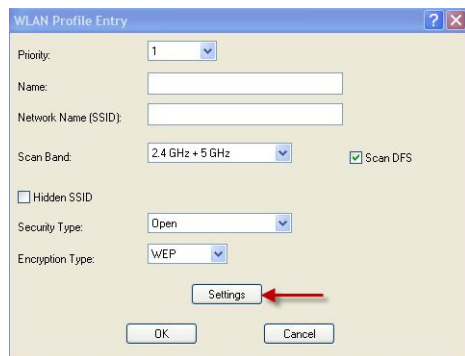 WLAN Profile Entry
Priority: 1
Name:
Network Name (SSID):
Scan Band: 2.4 GHz + 5 GHz Scan DFS
Hidden SSID
Security Type: Open
Encryption Type: WEP
Settings
OK Cancel